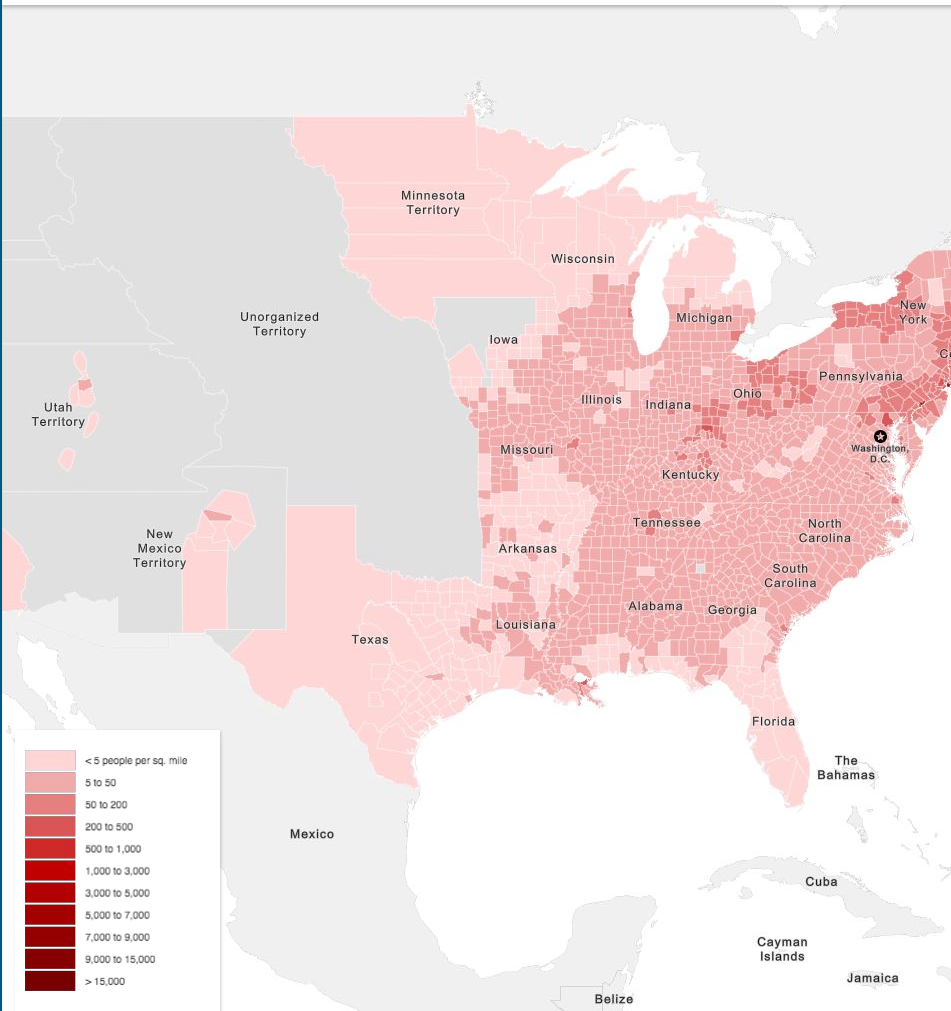 Minnesota
Territory
Wisconsin
Michigan
New
York
Unorganized
Territory
Iowa
Pennsylvania
Ohio
Illinois
Indiana
Utah
Territory
Missouri
Washington,
D.C.
Kentucky
Tennessee
North
Carolina
New
Mexico
Territory
Arkansas
South
Carolina
Alabama
Georgia
Louisiana
Texas
Florida
The
Bahamas
< 5 people per sq. mile
5 to 50
50 to 200
200 to 500
500 to 1,000
1,000 to 3,000
3,000 to 5,000
5,000 to 7,000
7,000 to 9,000
9,000 to 15,000
> 15,000
Mexico
Cuba
Cayman
Islands
Jamaica
Belize